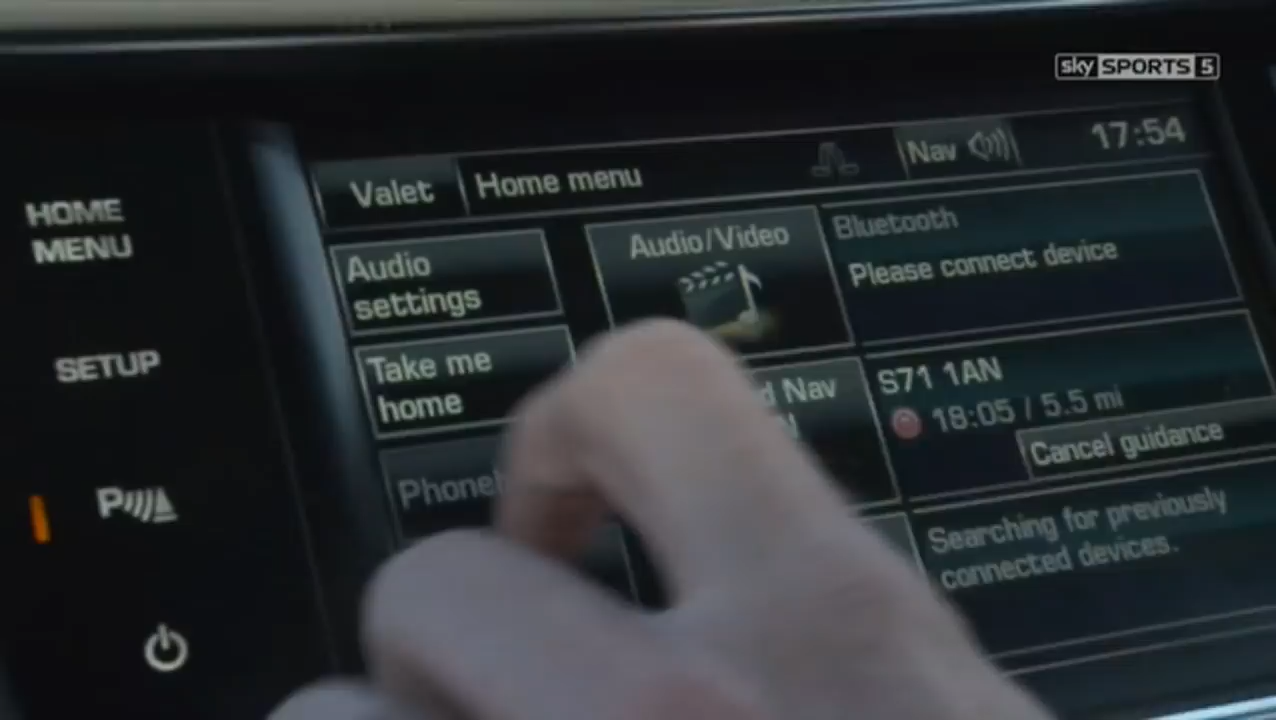 sky SPORTS 5
HOME
MENU
SETUP
P
Valet
Home menu
Nav
17:54
Audio
settings
Take me
home
Audio/Video
Nav
Bluetooth
Please connect device
S71 1AN
18:05 / 5.5 mi
Cancel guidance
Searching for previously
connected devices.